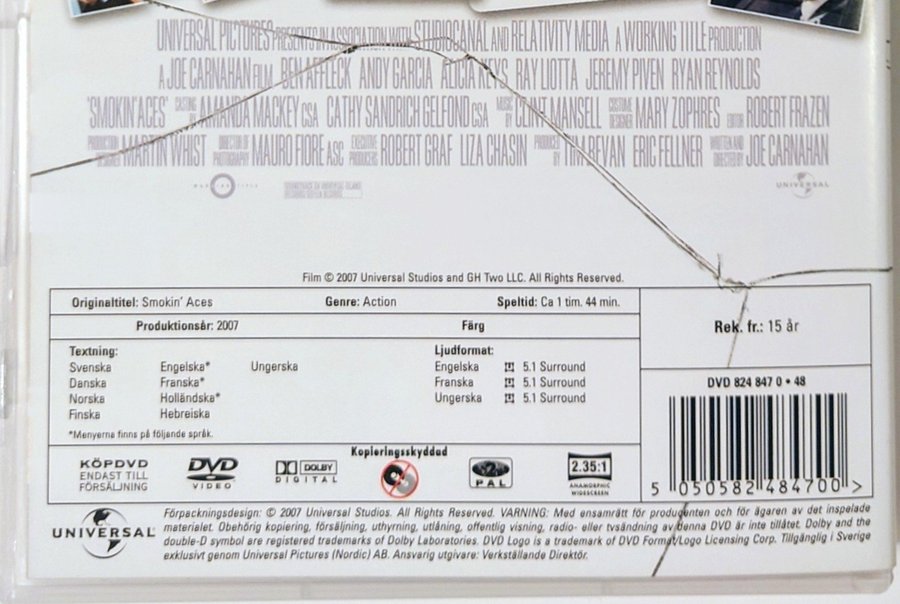 UNIVERSAL PICTURES PRESENTS IN ASSOCIATION WITH STUDIOCANAL AND RELATIVITY MEDIA A WORKING TITLE PRODUCTION
A JOE CARNAHAN FILM BEN AFFLECK ANDY GARCIA ALICIA KEYS RAY LIOTTA JEREMY PIVEN RYAN REYNOLDS
'SMOKIN' ACES' CASTING BY AMANDA MACKEY CSA CATHY SANDRICH GELFOND CSA MUSIC BY CLINT MANSELL COSTUME DESIGNER MARY ZOPHRES EDITOR ROBERT FRAZEN
PRODUCTION DESIGNER MARTIN WHIST DIRECTOR OF PHOTOGRAPHY MAURO FIORE ASC EXECUTIVE PRODUCERS ROBERT GRAF LIZA CHASIN PRODUCED BY TIM BEVAN ERIC FELLNER WRITTEN AND DIRECTED BY JOE CARNAHAN
UNIVERSAL
Film © 2007 Universal Studios and GH Two LLC. All Rights Reserved.
Originaltitel: Smokin' Aces Genre: Action Speltid: Ca 1 tim. 44 min.
Produktionsår: 2007 Färg
Rek. fr.: 15 år
Textning: Ljudformat:
Svenska Engelska* Ungerska Engelska 5.1 Surround
Danska Franska* Franska 5.1 Surround
Norska Holländska* Ungerska 5.1 Surround
Finska Hebreiska
*Menyerna finns på följande språk.
DVD 824 847 0 • 48
5 050582 484700 >
Kopieringsskyddad
KÖPDVD
ENDAST TILL
FÖRSÄLJNING
DVD
VIDEO
DOLBY
DIGITAL
PAL
2.35:1
ANAMORPHIC
WIDESCREEN
UNIVERSAL
Förpackningsdesign: © 2007 Universal Studios. All Rights Reserved. VARNING: Med ensamrätt för producenten och för ägaren av det inspelade
materialet. Obehörig kopiering, försäljning, uthyrning, utlåning, offentlig visning, radio- eller tvsändning av denna DVD är inte tillåtet. Dolby and the
double-D symbol are registered trademarks of Dolby Laboratories. DVD Logo is a trademark of DVD Format/Logo Licensing Corp. Tillgänglig i Sverige
exklusivt genom Universal Pictures (Nordic) AB. Ansvarig utgivare: Verkställande Direktör.